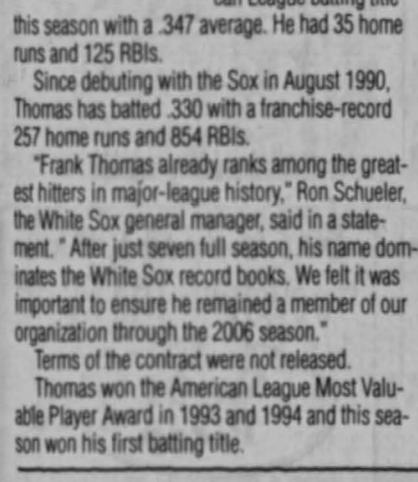 can League batting title
this season with a .347 average. He had 35 home
runs and 125 RBIs.
Since debuting with the Sox in August 1990,
Thomas has batted .330 with a franchise-record
257 home runs and 854 RBIs.
"Frank Thomas already ranks among the great-
est hitters in major-league history," Ron Schueler,
the White Sox general manager, said in a state-
ment. " After just seven full season, his name dom-
inates the White Sox record books. We felt it was
important to ensure he remained a member of our
organization through the 2006 season."
Terms of the contract were not released.
Thomas won the American League Most Valu-
able Player Award in 1993 and 1994 and this sea-
son won his first batting title.